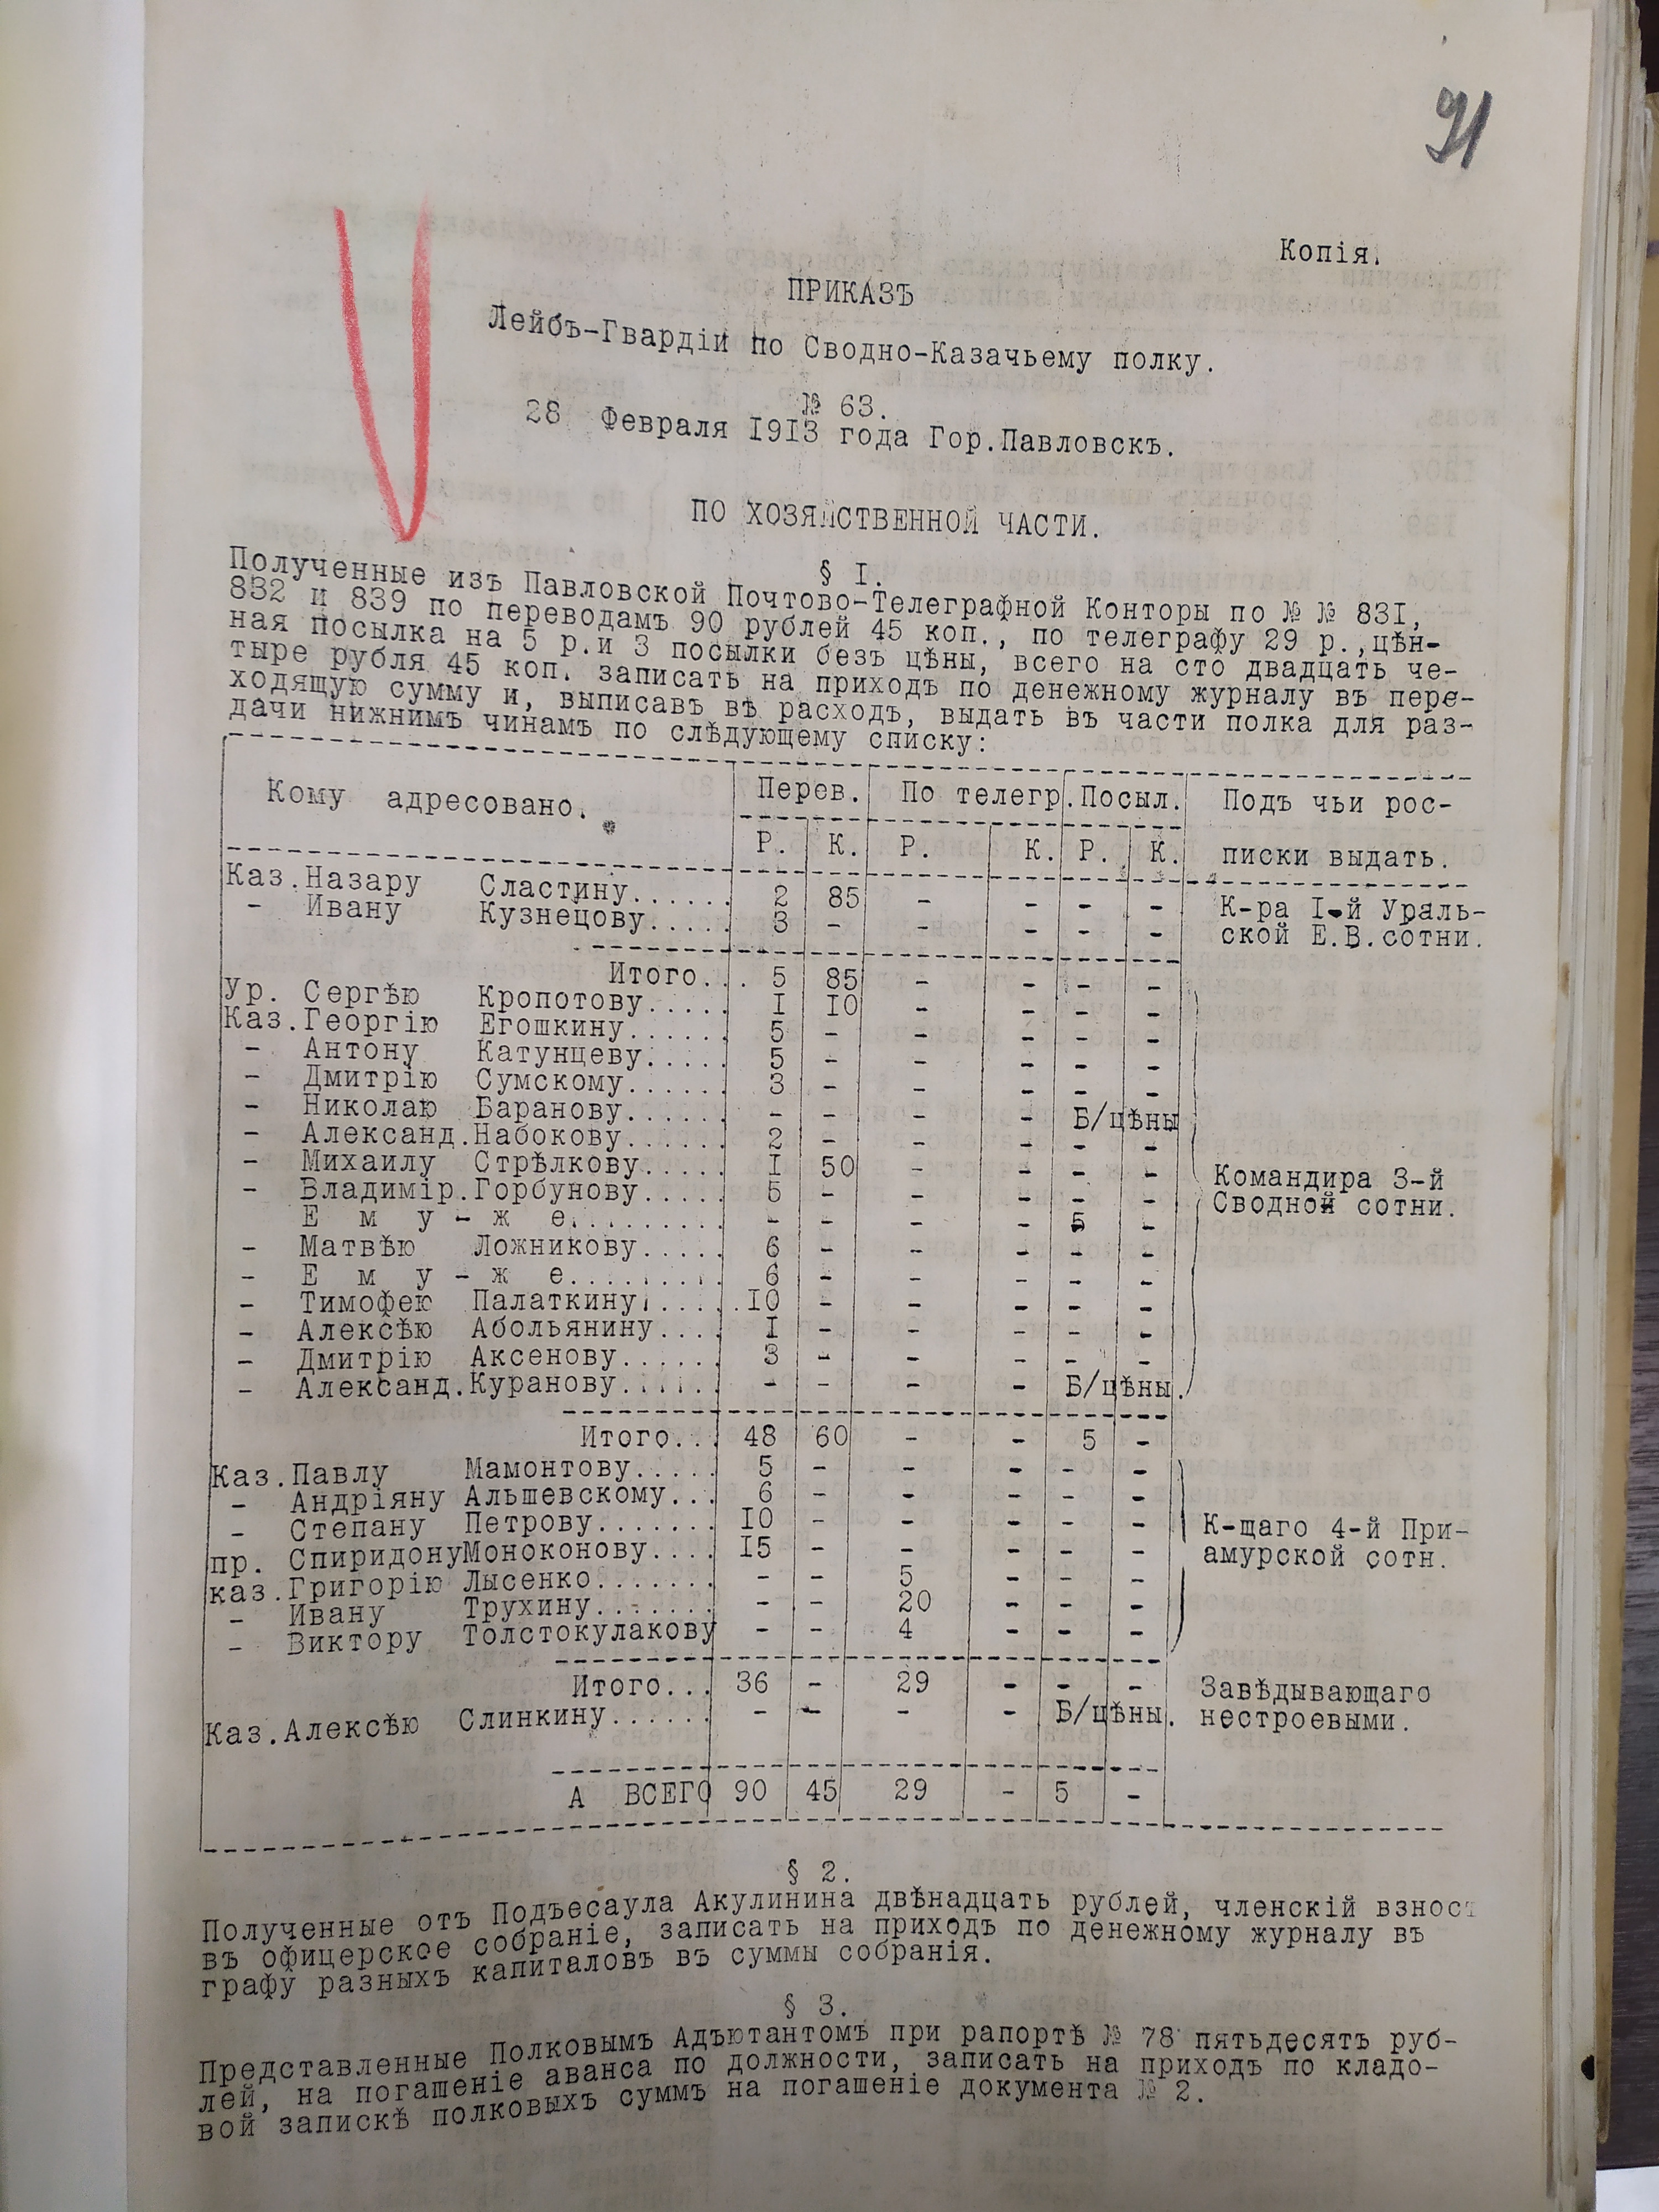 91
Копія.
ПРИКАЗЪ
Лейбъ-Гвардіи по Сводно-Казачьему полку.
№ 63.
28 Февраля 1913 года Гор.Павловскъ.
ПО ХОЗЯЙСТВЕННОЙ ЧАСТИ.
§ I.
Полученные изъ Павловской Почтово-Телеграфной Конторы по № № 831,
832 и 839 по переводамъ 90 рублей 45 коп., по телеграфу 29 р.,цѣн-
ная посылка на 5 р.и 3 посылки безъ цѣны, всего на сто двадцать че-
тыре рубля 45 коп. записать на приходъ по денежному журналу въ пере-
ходящую сумму и, выписавъ въ расходъ, выдать въ части полка для раз-
дачи нижнимъ чинамъ по слѣдующему списку:
Кому адресовано. Перев. По телегр. Посыл. Подъ чьи рос-
Р. К. Р. К. Р. К. писки выдать.
Каз.Назару Сластину...... 2 85 - - - - К-ра I-й Ураль-
- Ивану Кузнецову..... 3 - - - - - ской Е.В.сотни.
Итого... 5 85 - - - -
Ур. Сергѣю Кропотову..... I IO - - - -
Каз.Георгію Егошкину...... 5 - - - - -
- Антону Катунцеву..... 5 - - - - -
- Дмитрію Сумскому...... 3 - - - - -
- Николаю Баранову...... - - - - Б/цѣны
- Александ.Набокову...... 2 - - - - -
- Михаилу Стрѣлкову..... I 50 - - - - Командира 3-й
- Владимір.Горбунову..... 5 - - - - - Сводной сотни.
Е м у - ж е.......... - - - - 5 -
- Матвѣю Ложникову..... 6 - - - - -
- Е м у - ж е......... 6 - - - - -
- Тимофею Палаткину...... IO - - - - -
- Алексѣю Абольянину.... I - - - - -
- Дмитрію Аксенову...... 3 - - - - -
- Александ.Куранову...... - - - - Б/цѣны.
Итого... 48 60 - - 5 -
Каз.Павлу Мамонтову..... 5 - - - - -
- Андріяну Альшевскому... 6 - - - - -
- Степану Петрову....... IO - - - - - К-щаго 4-й При-
пр. СпиридонуМоноконову.... I5 - - - - - амурской сотн.
каз.Григорію Лысенко....... - - 5 - - -
- Ивану Трухину....... - - 20 - - -
- Виктору Толстокулакову - - 4 - - -
Итого... 36 - 29 - - - Завѣдывающаго
Каз.Алексѣю Слинкину...... - - - - Б/цѣны. нестроевыми.
А ВСЕГО 90 45 29 - 5 -
§ 2.
Полученные отъ Подъесаула Акулинина двѣнадцать рублей, членскій взност
въ офицерское собраніе, записать на приходъ по денежному журналу въ
графу разныхъ капиталовъ въ суммы собранія.
§ 3.
Представленные Полковымъ Адъютантомъ при рапортѣ № 78 пятьдесятъ руб-
лей, на погашеніе аванса по должности, записать на приходъ по кладо-
вой запискѣ полковыхъ суммъ на погашеніе документа № 2.